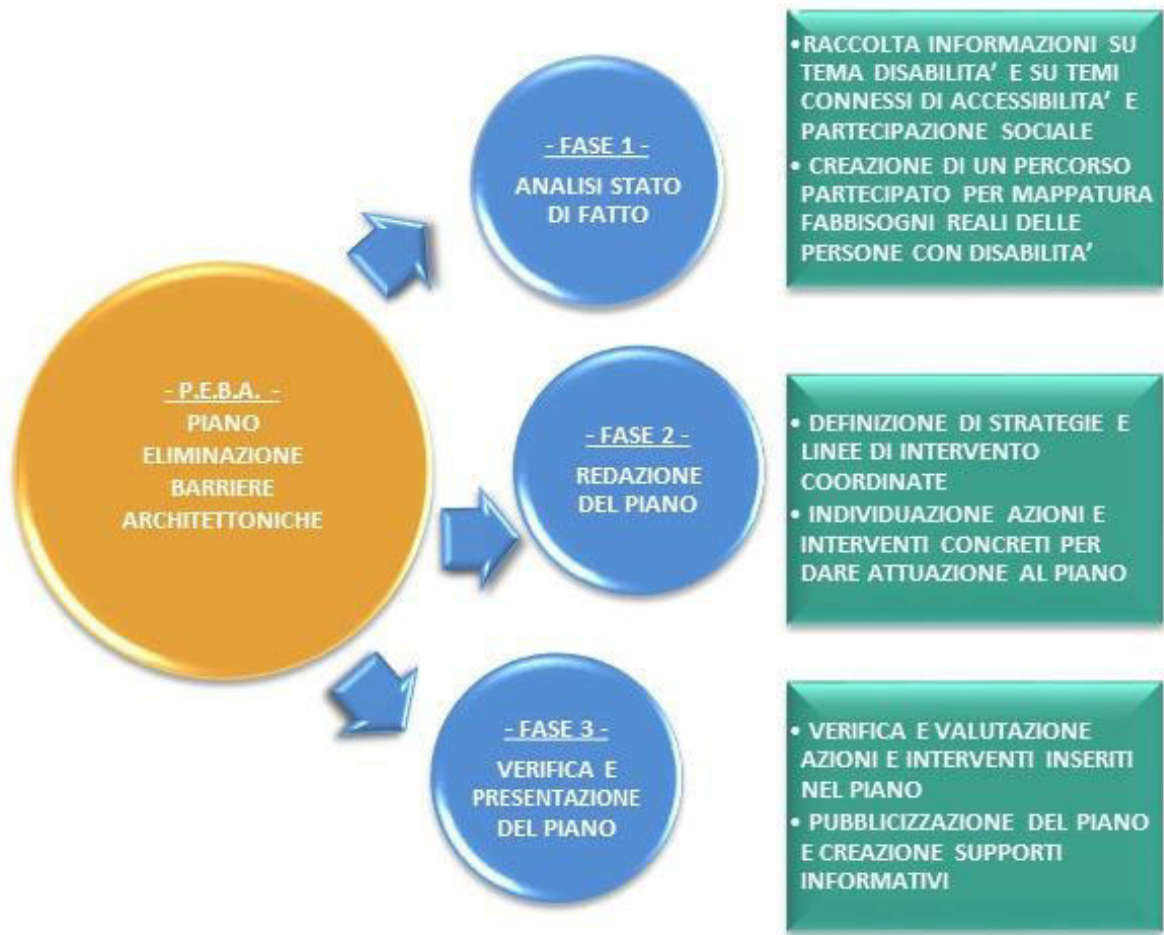 - P.E.B.A. -
PIANO
ELIMINAZIONE
BARRIERE
ARCHITETTONICHE
- FASE 1 -
ANALISI STATO
DI FATTO
•RACCOLTA INFORMAZIONI SU
TEMA DISABILITA’ E SU TEMI
CONNESSI DI ACCESSIBILITA’ E
PARTECIPAZIONE SOCIALE
• CREAZIONE DI UN PERCORSO
PARTECIPATO PER MAPPATURA
FABBISOGNI REALI DELLE
PERSONE CON DISABILITA’
- FASE 2 -
REDAZIONE
DEL PIANO
• DEFINIZIONE DI STRATEGIE E
LINEE DI INTERVENTO
COORDINATE
• INDIVIDUAZIONE AZIONI E
INTERVENTI CONCRETI PER
DARE ATTUAZIONE AL PIANO
- FASE 3 -
VERIFICA E
PRESENTAZIONE
DEL PIANO
• VERIFICA E VALUTAZIONE
AZIONI E INTERVENTI INSERITI
NEL PIANO
• PUBBLICIZZAZIONE DEL PIANO
E CREAZIONE SUPPORTI
INFORMATIVI